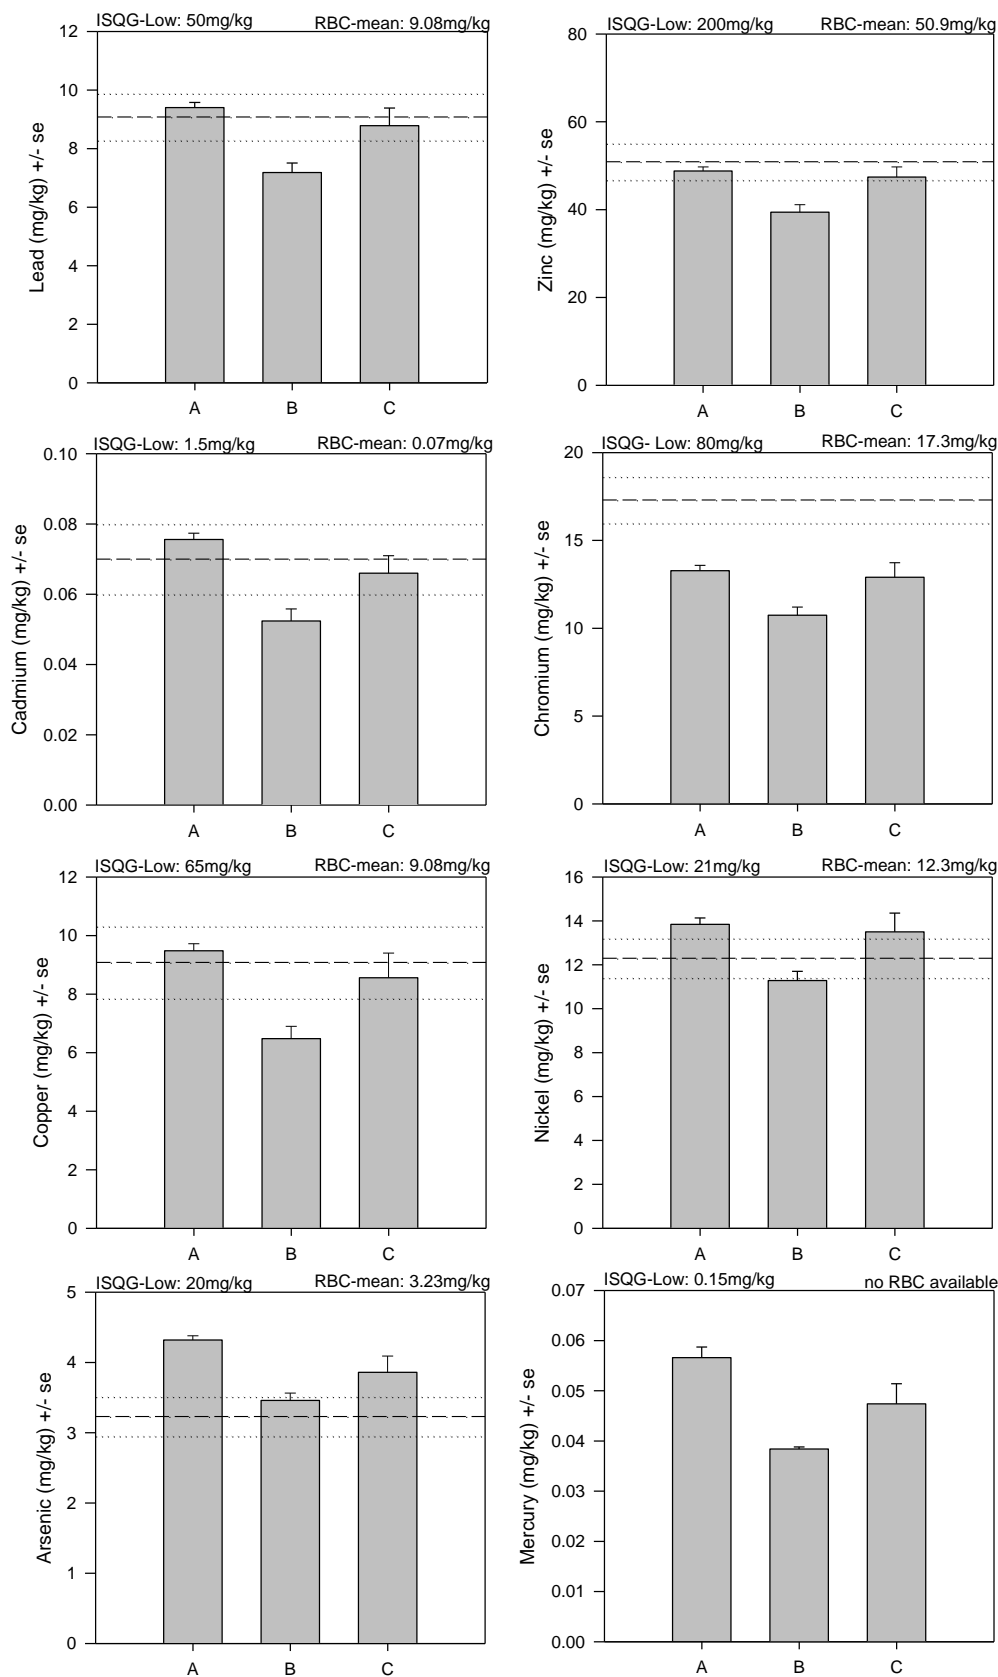 ISQG-Low: 50mg/kg RBC-mean: 9.08mg/kg
12
10
8
6
4
2
0
Lead (mg/kg) +/- se
A B C
ISQG-Low: 200mg/kg RBC-mean: 50.9mg/kg
80
60
40
20
0
Zinc (mg/kg) +/- se
A B C
ISQG-Low: 1.5mg/kg RBC-mean: 0.07mg/kg
0.10
0.08
0.06
0.04
0.02
0.00
Cadmium (mg/kg) +/- se
A B C
ISQG- Low: 80mg/kg RBC-mean: 17.3mg/kg
20
15
10
5
0
Chromium (mg/kg) +/- se
A B C
ISQG-Low: 65mg/kg RBC-mean: 9.08mg/kg
12
10
8
6
4
2
0
Copper (mg/kg) +/- se
A B C
ISQG-Low: 21mg/kg RBC-mean: 12.3mg/kg
16
14
12
10
8
6
4
2
0
Nickel (mg/kg) +/- se
A B C
ISQG-Low: 20mg/kg RBC-mean: 3.23mg/kg
5
4
3
2
1
0
Arsenic (mg/kg) +/- se
A B C
ISQG-Low: 0.15mg/kg no RBC available
0.07
0.06
0.05
0.04
0.03
0.02
0.01
0.00
Mercury (mg/kg) +/- se
A B C